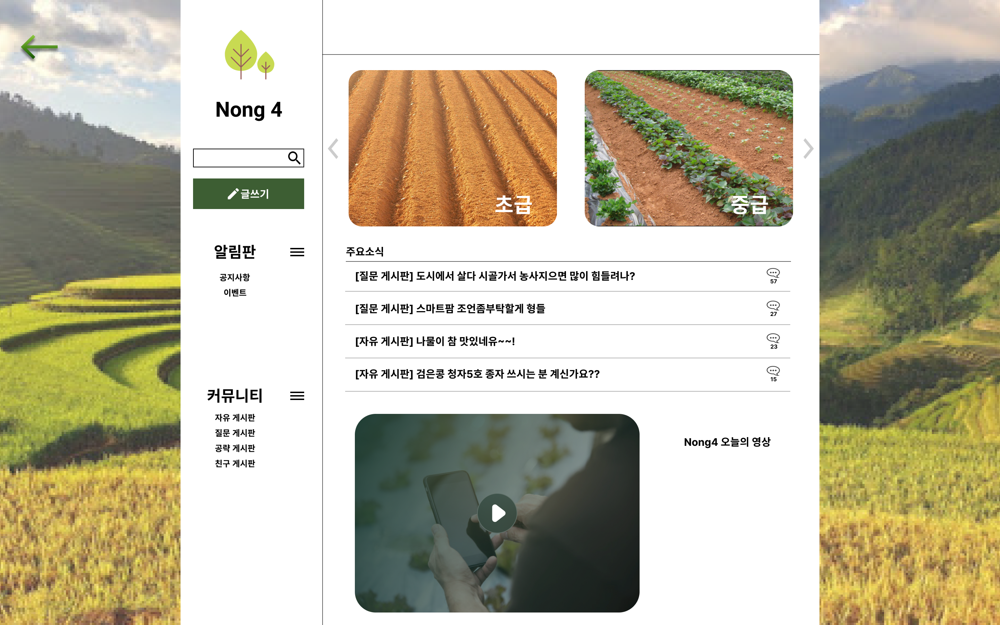 Nong 4
글쓰기
알림판
공지사항
이벤트
커뮤니티
자유 게시판
질문 게시판
공략 게시판
친구 게시판
초급
중급
주요소식
[질문 게시판] 도시에서 살다 시골가서 농사지으면 많이 힘들려나?
57
[질문 게시판] 스마트팜 조언좀부탁할게 형들
27
[자유 게시판] 나물이 참 맛있네유~~!
23
[자유 게시판] 검은콩 청자5호 종자 쓰시는 분 계신가요??
15
Nong4 오늘의 영상